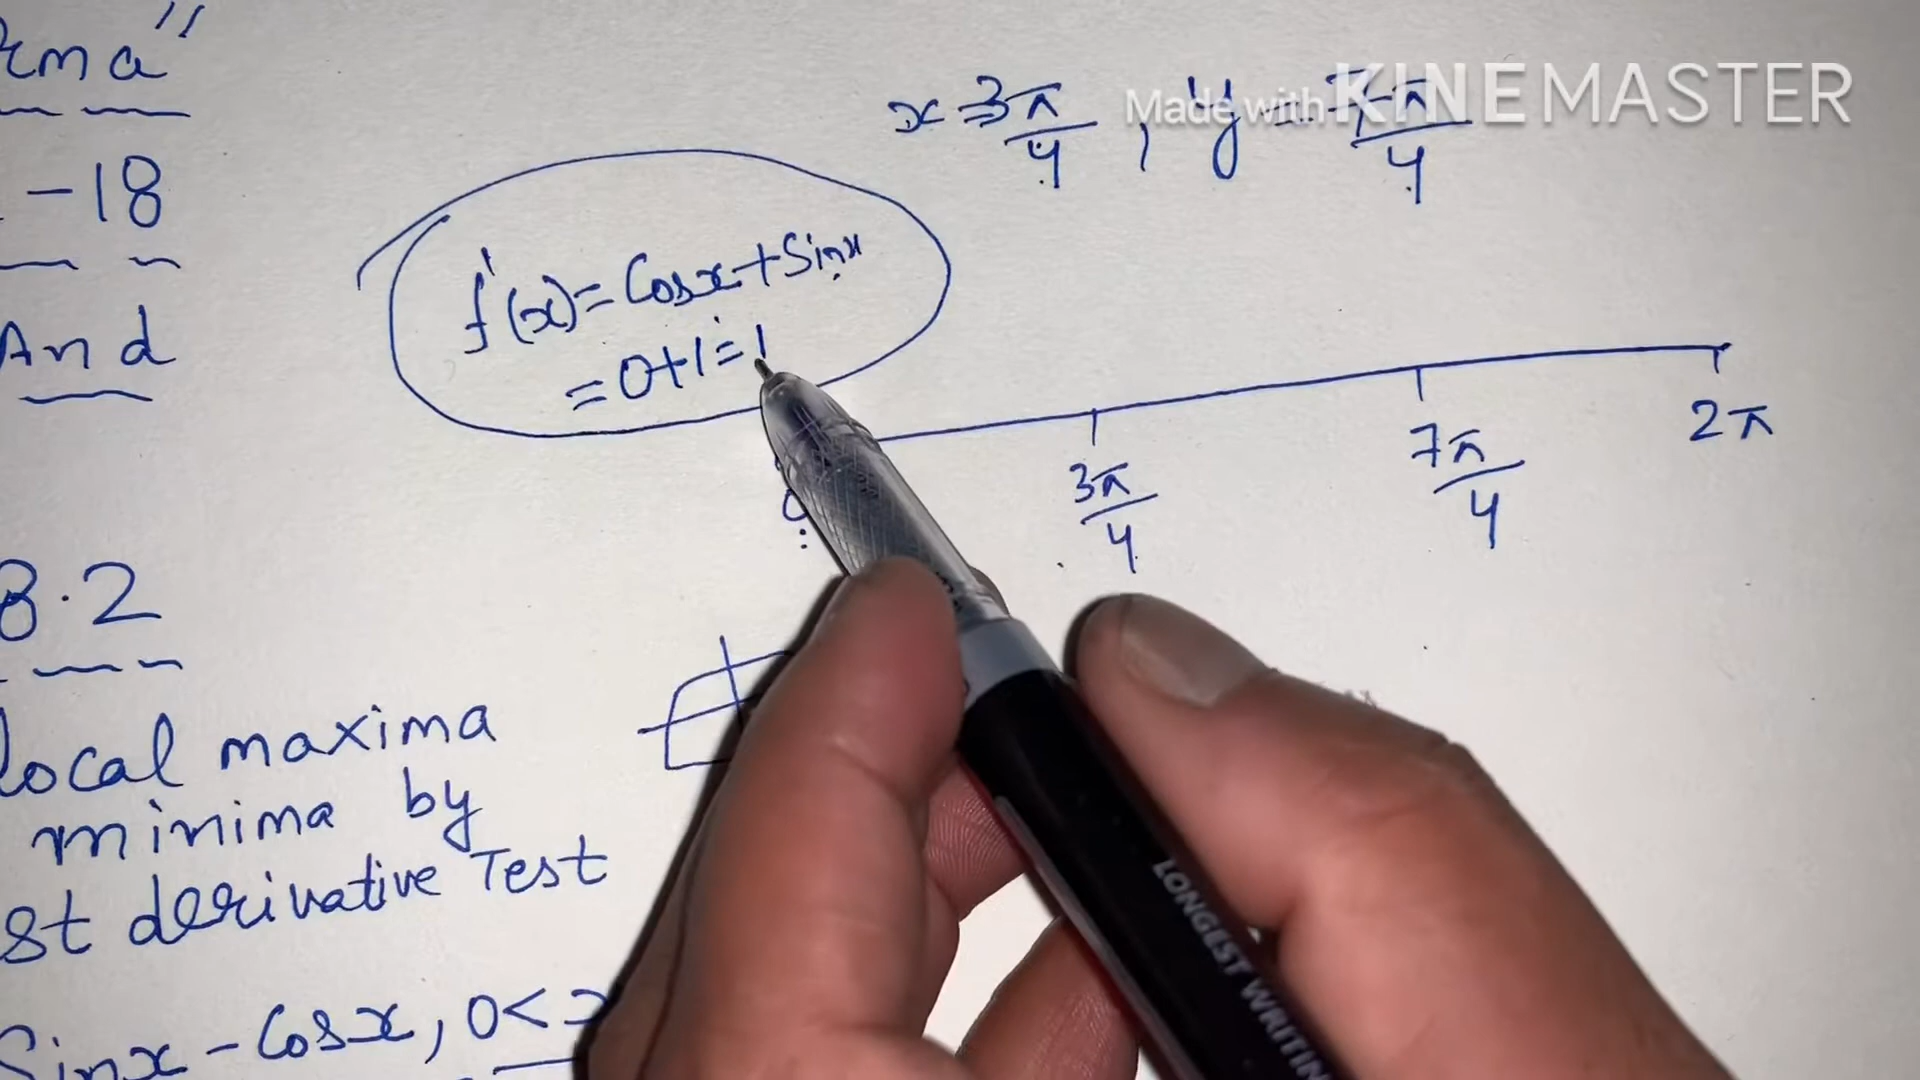 "
-18
And
8.2
local maxima
minima by
st derivative Test
Sinx - Cosx, 0<
x = 3π/4 , y = 7π/4
f'(x) = Cosx + Sinx
= 0+1 = 1
0 3π/4 7π/4 2π
Made with KINEMASTER
LONGEST WRITIN